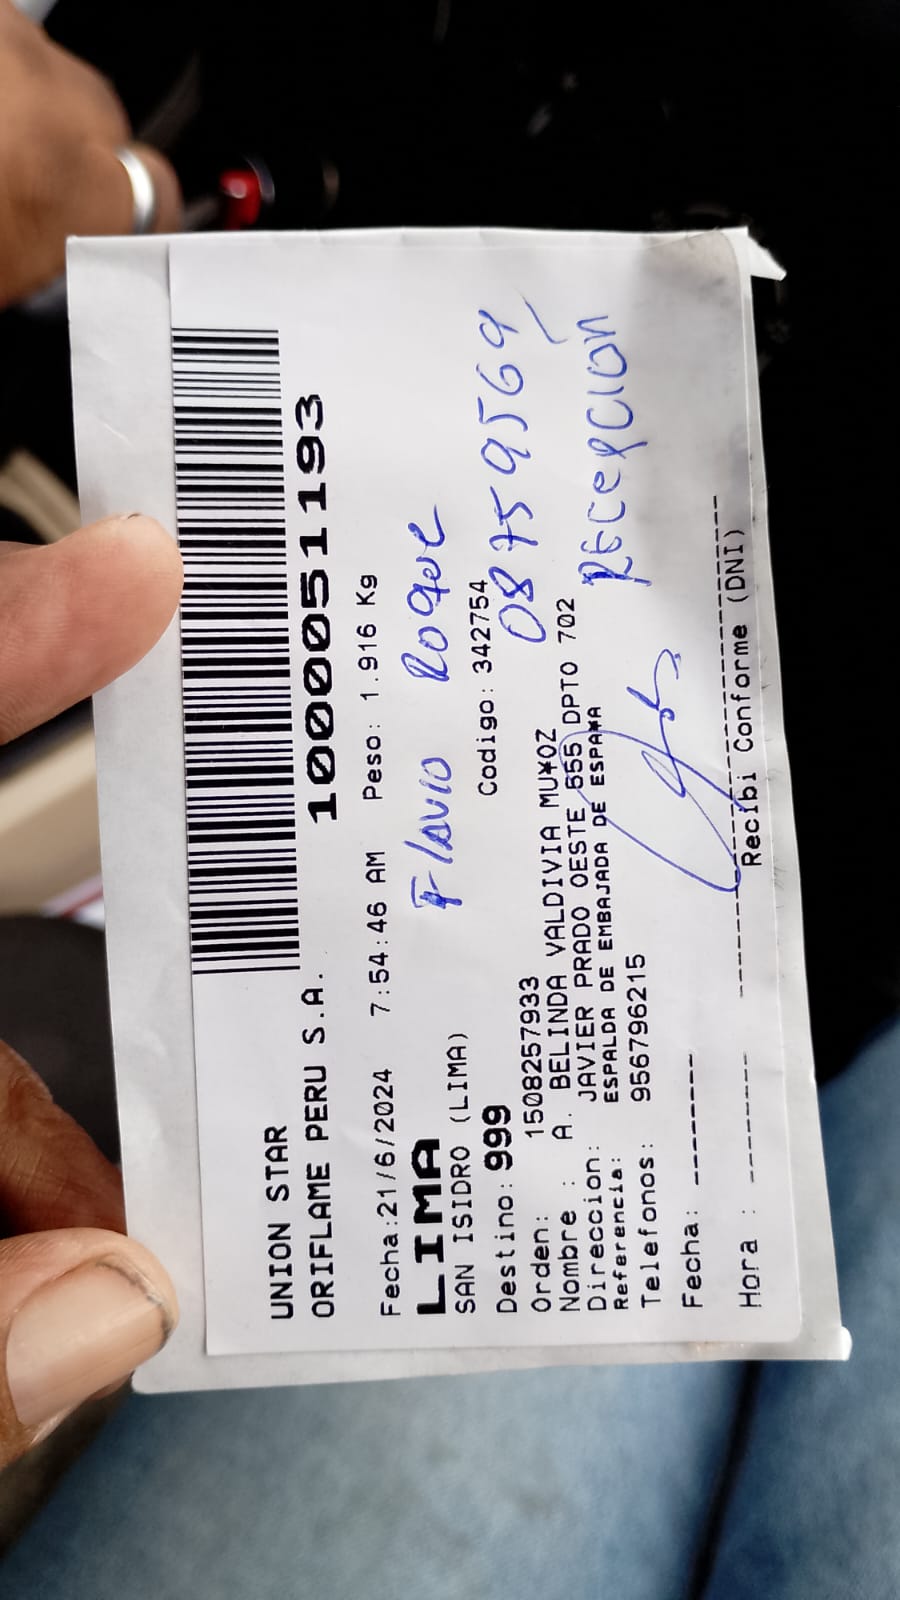 UNION STAR
ORIFLAME PERU S.A. 1000051193
Fecha:21/6/2024 7:54:46 AM Peso: 1.916 Kg
LIMA Flavio Roque
SAN ISIDRO (LIMA) Codigo: 342754
Destino: 999 08759569
Orden: 1508257933
Nombre : A. BELINDA VALDIVIA MU¥OZ
Direccion: JAVIER PRADO OESTE 555 DPTO 702
Referencia: ESPALDA DE EMBAJADA DE ESPA¥A
Recepcion
Telefonos: 956796215
Fecha: --------
Hora : --------
Recibi Conforme (DNI)